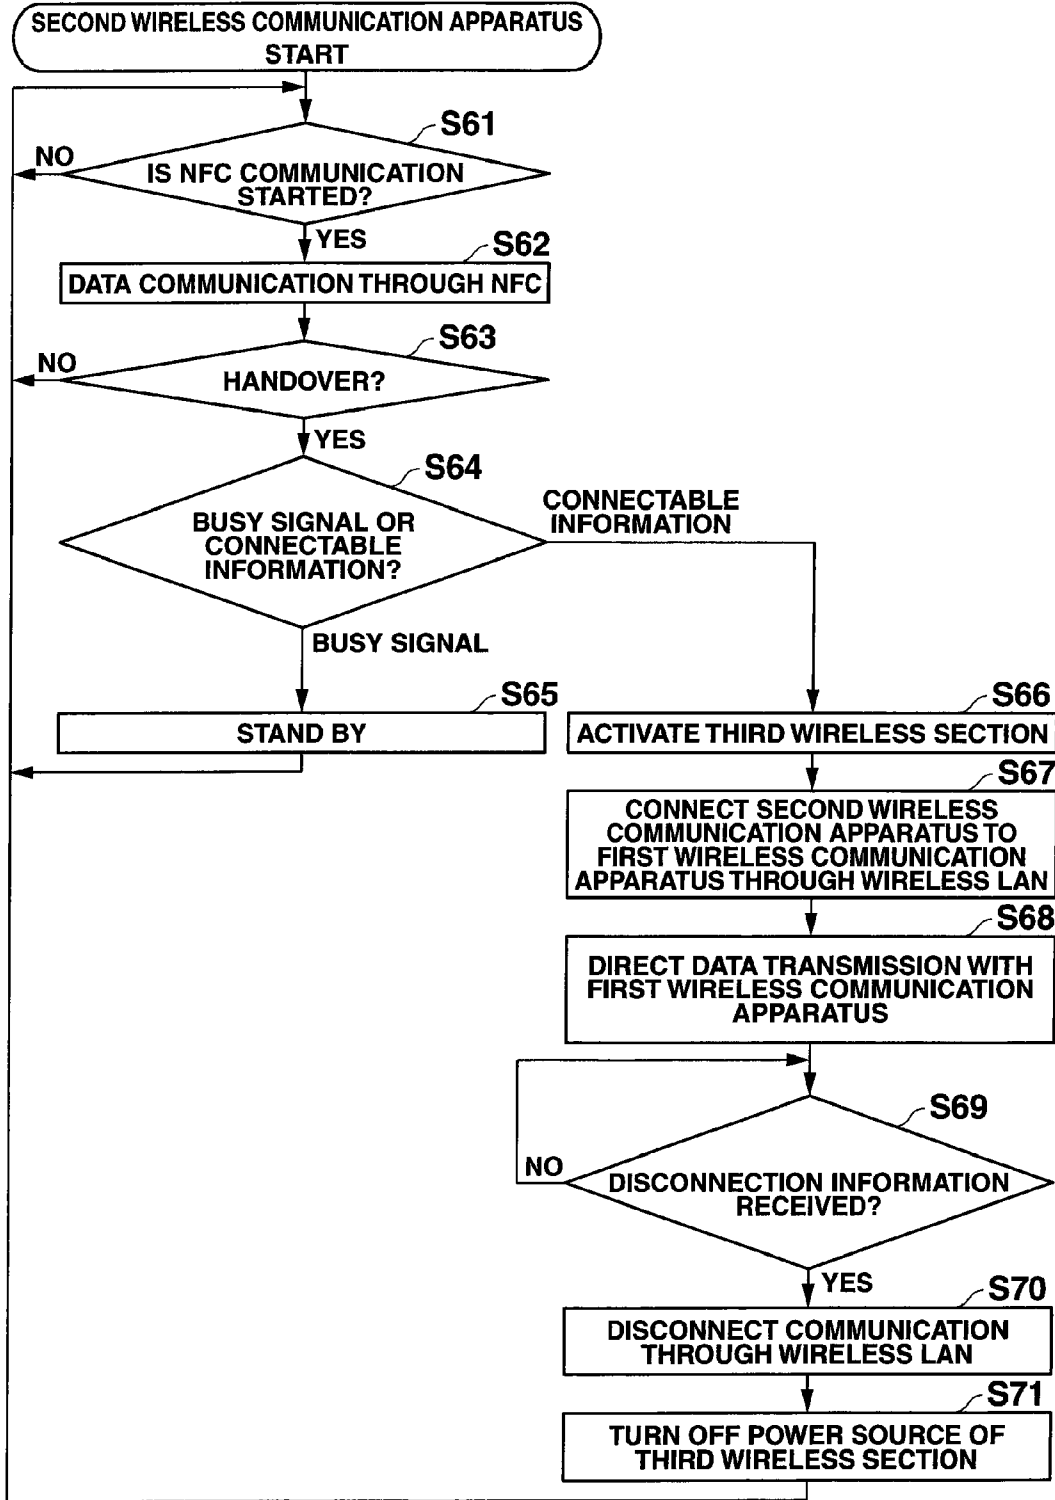 SECOND WIRELESS COMMUNICATION APPARATUS
START
S61
NO
IS NFC COMMUNICATION
STARTED?
YES
S62
DATA COMMUNICATION THROUGH NFC
S63
NO
HANDOVER?
YES
S64
BUSY SIGNAL OR
CONNECTABLE
INFORMATION?
CONNECTABLE
INFORMATION
BUSY SIGNAL
S65
STAND BY
S66
ACTIVATE THIRD WIRELESS SECTION
S67
CONNECT SECOND WIRELESS
COMMUNICATION APPARATUS TO
FIRST WIRELESS COMMUNICATION
APPARATUS THROUGH WIRELESS LAN
S68
DIRECT DATA TRANSMISSION WITH
FIRST WIRELESS COMMUNICATION
APPARATUS
S69
NO
DISCONNECTION INFORMATION
RECEIVED?
YES
S70
DISCONNECT COMMUNICATION
THROUGH WIRELESS LAN
S71
TURN OFF POWER SOURCE OF
THIRD WIRELESS SECTION